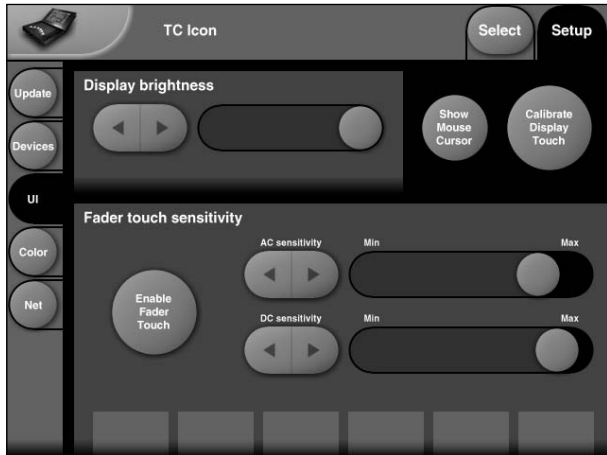 TC Icon
Select
Setup
Update
Devices
UI
Color
Net
Display brightness
Show
Mouse
Cursor
Calibrate
Display
Touch
Fader touch sensitivity
Enable
Fader
Touch
AC sensitivity
Min
Max
DC sensitivity
Min
Max